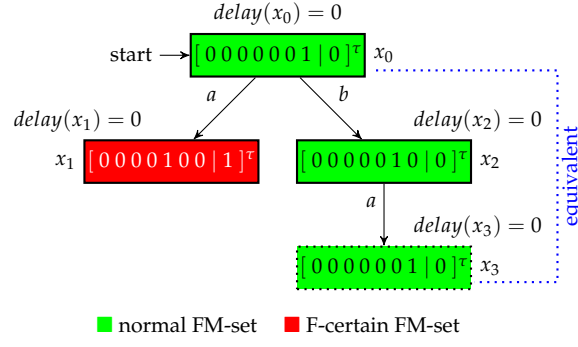 delay(x₀) = 0
start [ 0 0 0 0 0 0 1 | 0 ]^τ x₀
a b
delay(x₁) = 0 delay(x₂) = 0
x₁ [ 0 0 0 0 1 0 0 | 1 ]^τ [ 0 0 0 0 0 1 0 | 0 ]^τ x₂
equivalent
a
delay(x₃) = 0
[ 0 0 0 0 0 0 1 | 0 ]^τ x₃
normal FM-set F-certain FM-set